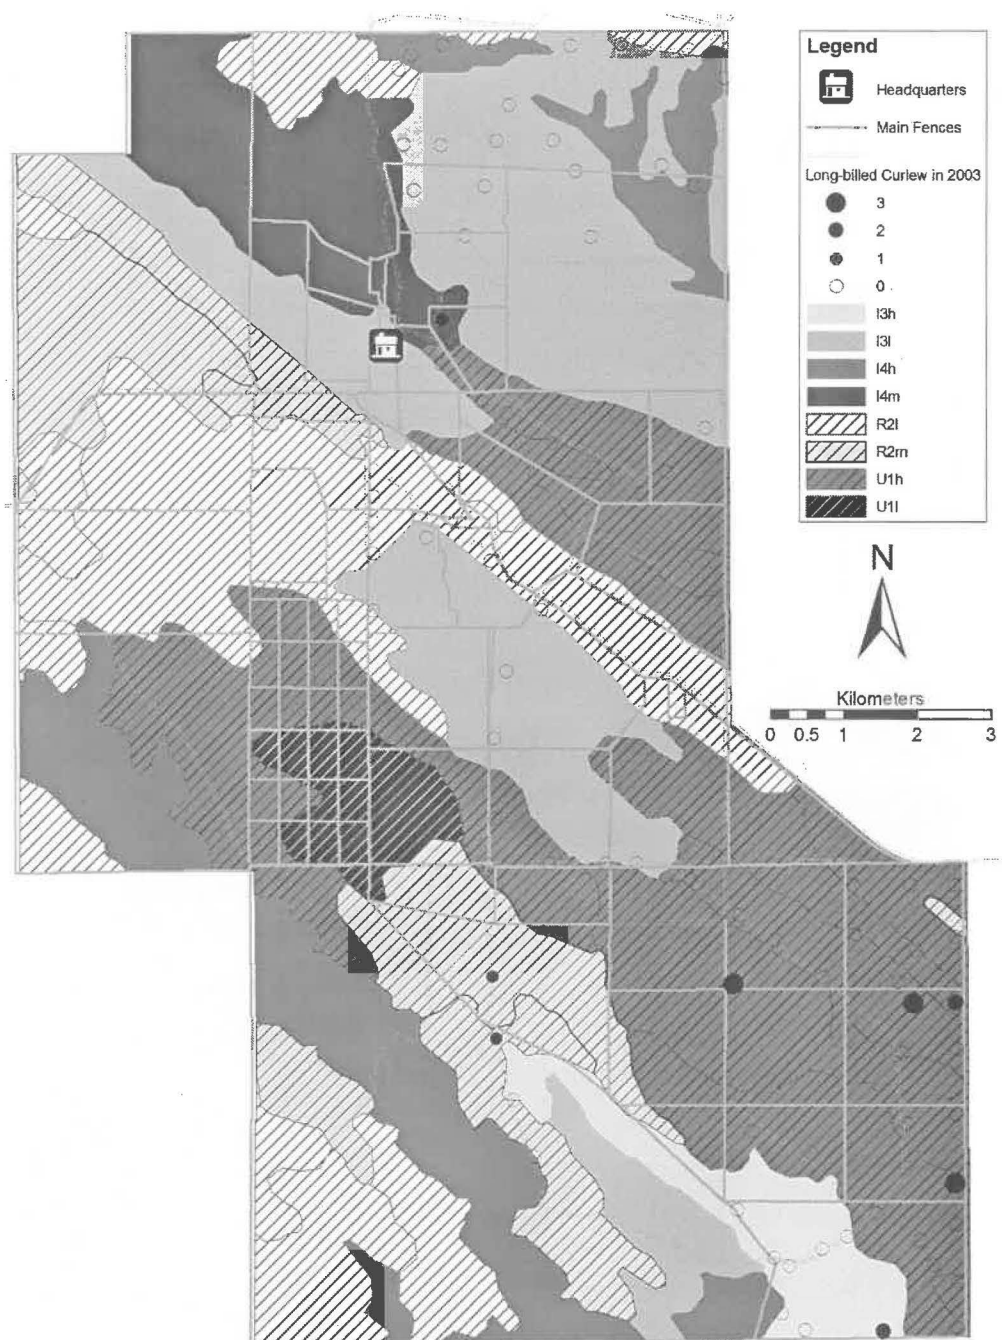 Legend
Headquarters
Main Fences
Long-billed Curlew in 2003
3
2
1
0
I3h
I3l
I4h
I4m
R2l
R2m
U1h
U1l
N
Kilometers
0 0.5 1 2 3